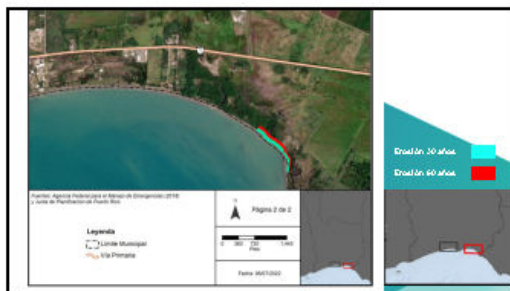 Fuentes: Agencia Federal para el Manejo de Emergencias (2018)
y Junta de Planificación de Puerto Rico
Leyenda
Límite Municipal
Vía Primaria
N
Página 2 de 2
Pies
Erosión 30 años
Erosión 60 años